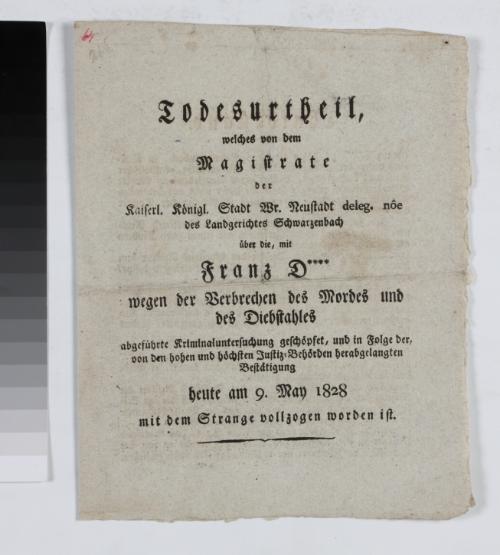 Todesurtheil,
welches von dem
Magistrate
der
Kaiserl. Königl. Stadt Wr. Neustadt deleg. nôe
des Landgerichtes Schwarzenbach
über die, mit
Franz D****
wegen der Verbrechen des Mordes und
des Diebstahles
abgeführte Kriminaluntersuchung geschöpfet, und in Folge der,
von den hohen und höchsten Justiz-Behörden herabgelangten
Bestätigung
heute am 9. May 1828
mit dem Strange vollzogen worden ist.